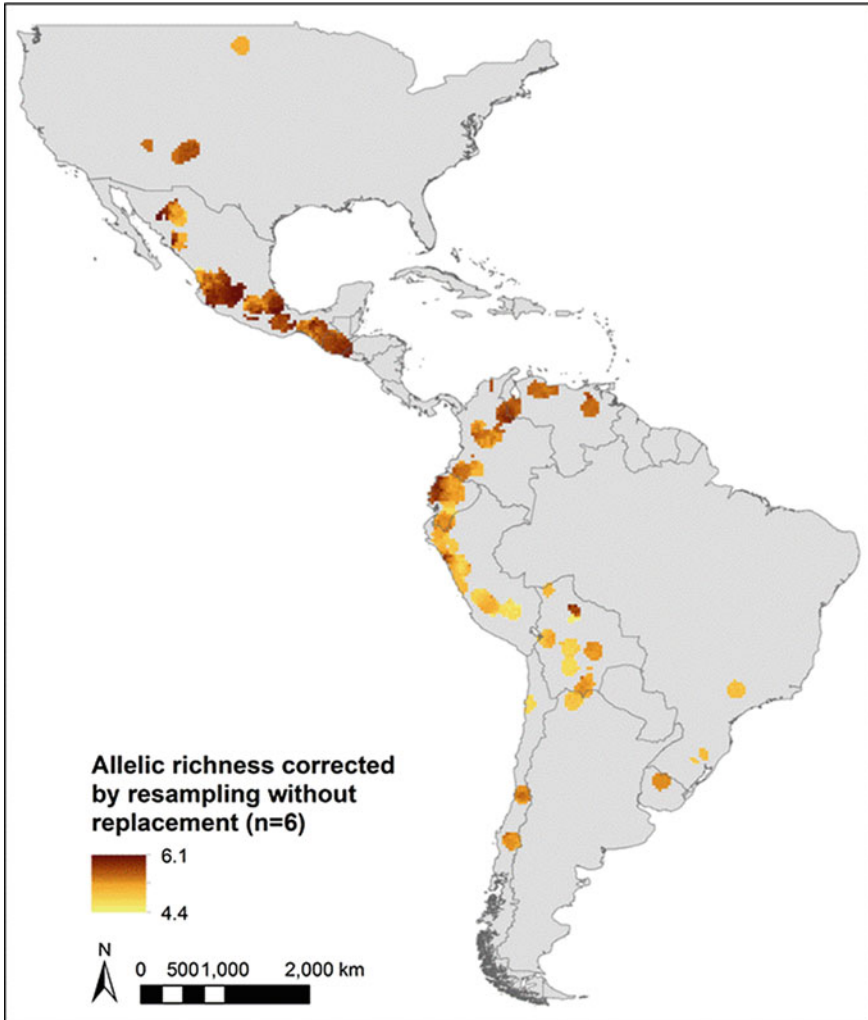 Allelic richness corrected
by resampling without
replacement (n=6)
6.1
4.4
N
0 5001,000 2,000 km